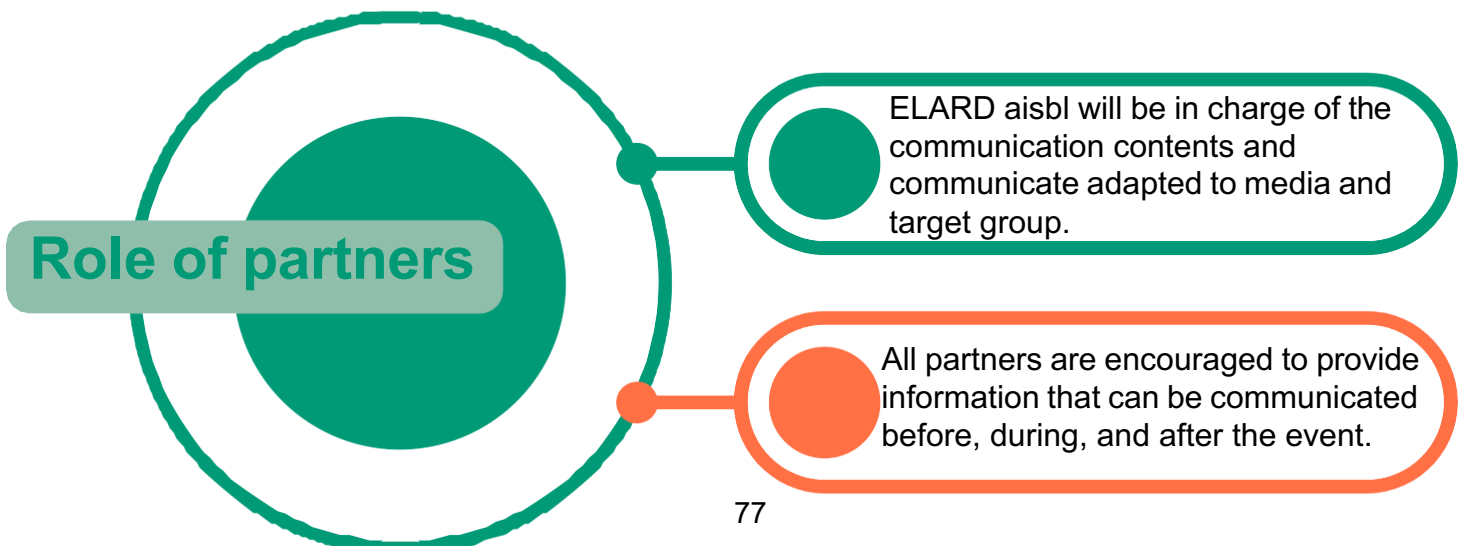 Role of partners
ELARD aisbl will be in charge of the
communication contents and
communicate adapted to media and
target group.
All partners are encouraged to provide
information that can be communicated
before, during, and after the event.
77